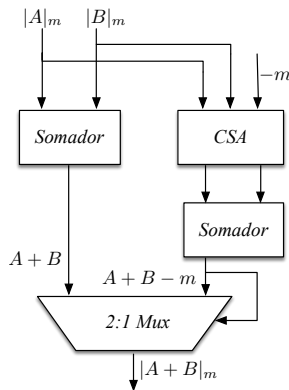 |A|m |B|m
−m
Somador CSA
Somador
A + B A + B − m
2:1 Mux
|A + B|m